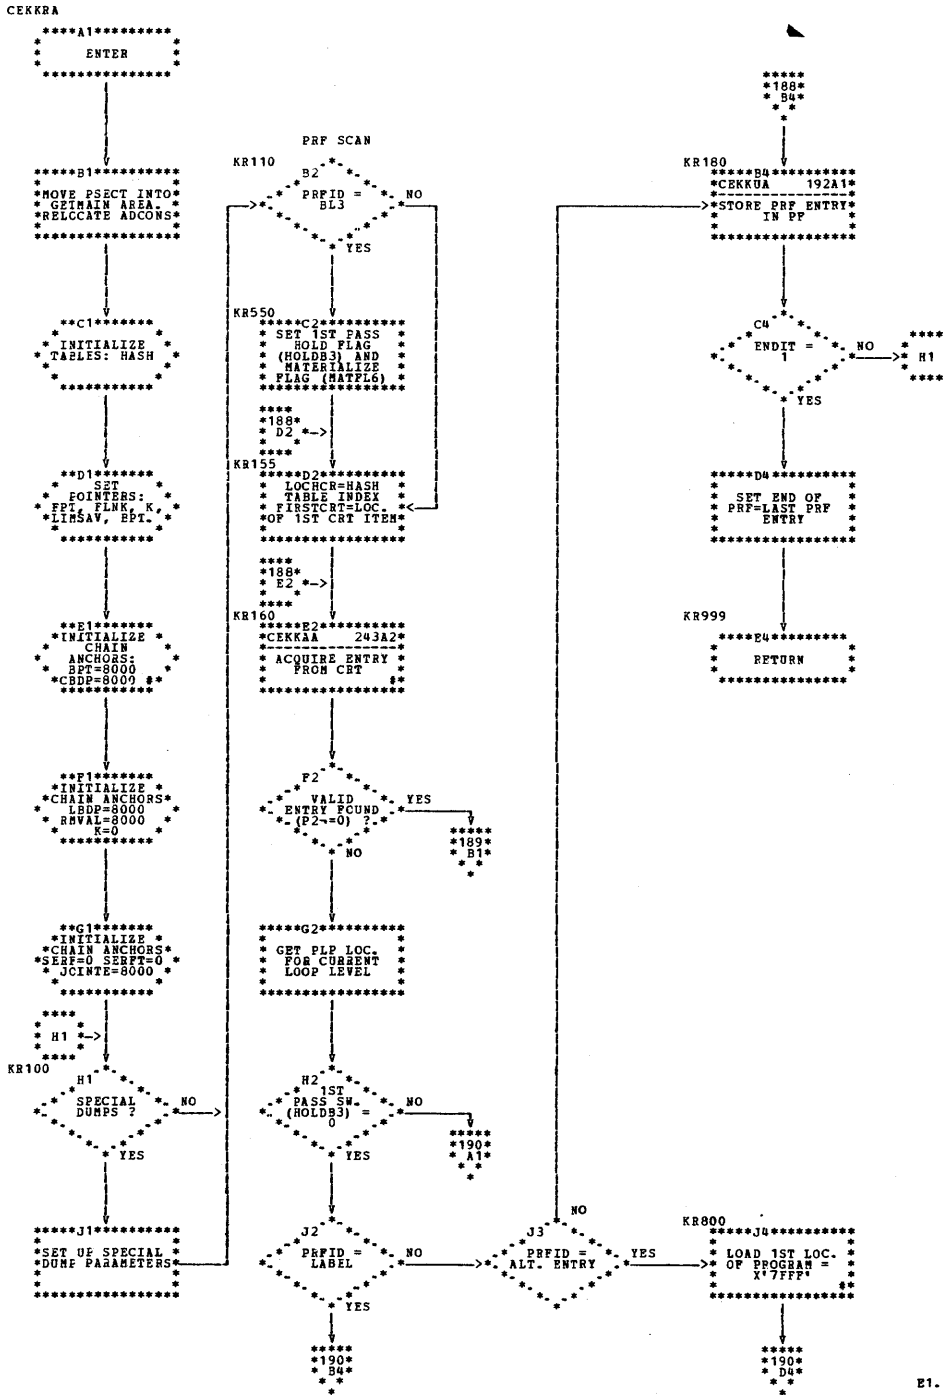 CEKKRA
A1
ENTER
B1
MOVE PSECT INTO
GETMAIN AREA.
RELOCATE ADCONS
C1
INITIALIZE
TABLES: HASH
D1
SET
POINTERS:
FPT, FLNK, K,
LIMSAV, BPT.
E1
INITIALIZE
CHAIN
ANCHORS:
BPT=8000
CBDP=8000 #
F1
INITIALIZE
CHAIN ANCHORS
LBDP=8000
RMVAL=8000
K=0
G1
INITIALIZE
CHAIN ANCHORS
SERF=0 SERFT=0
JCINTE=8000
H1
KR100
H1
SPECIAL
DUMPS ?
NO
YES
J1
SET UP SPECIAL
DUMP PARAMETERS
PRF SCAN
KR110
B2
PRFID =
BL3
NO
YES
KR550
C2
SET 1ST PASS
HOLD FLAG
(HOLDB3) AND
MATERIALIZE
FLAG (MATFL6)
188
D2
KR155
D2
LOCHCR=HASH
TABLE INDEX
FIRSTCRT=LOC.
OF 1ST CRT ITEM
188
E2
KR160
E2
CEKKAA 243A2
ACQUIRE ENTRY
FROM CRT
#
F2
VALID
ENTRY FOUND
(P2¬=0) ?
YES
NO
189
B1
G2
GET PLP LOC.
FOR CURRENT
LOOP LEVEL
H2
1ST
PASS SW.
(HOLDB3) =
0
NO
YES
190
A1
J2
PRFID =
LABEL
NO
YES
190
B4
J3
PRFID =
ALT. ENTRY
NO
YES
188
B4
KR180
B4
CEKKUA 192A1
STORE PRF ENTRY
IN PF
C4
ENDIT =
1
NO
YES
H1
D4
SET END OF
PRF=LAST PRF
ENTRY
KR999
E4
RETURN
KR800
J4
LOAD 1ST LOC.
OF PROGRAM =
X'7FFF'
#
190
D4
E1.